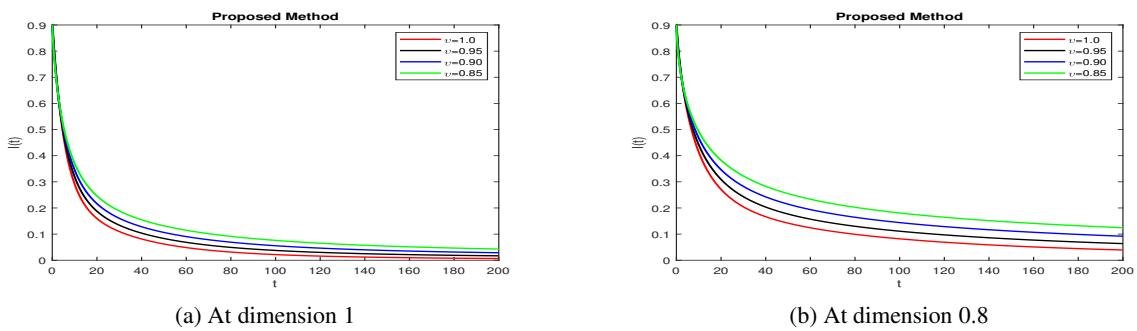 Proposed Method
0.9
υ=1.0
0.8
υ=0.95
υ=0.90
0.7
υ=0.85
0.6
0.5
I(t)
0.4
0.3
0.2
0.1
0
0 20 40 60 80 100 120 140 160 180 200
t
(a) At dimension 1
Proposed Method
0.9
υ=1.0
0.8
υ=0.95
υ=0.90
0.7
υ=0.85
0.6
0.5
I(t)
0.4
0.3
0.2
0.1
0
0 20 40 60 80 100 120 140 160 180 200
t
(b) At dimension 0.8